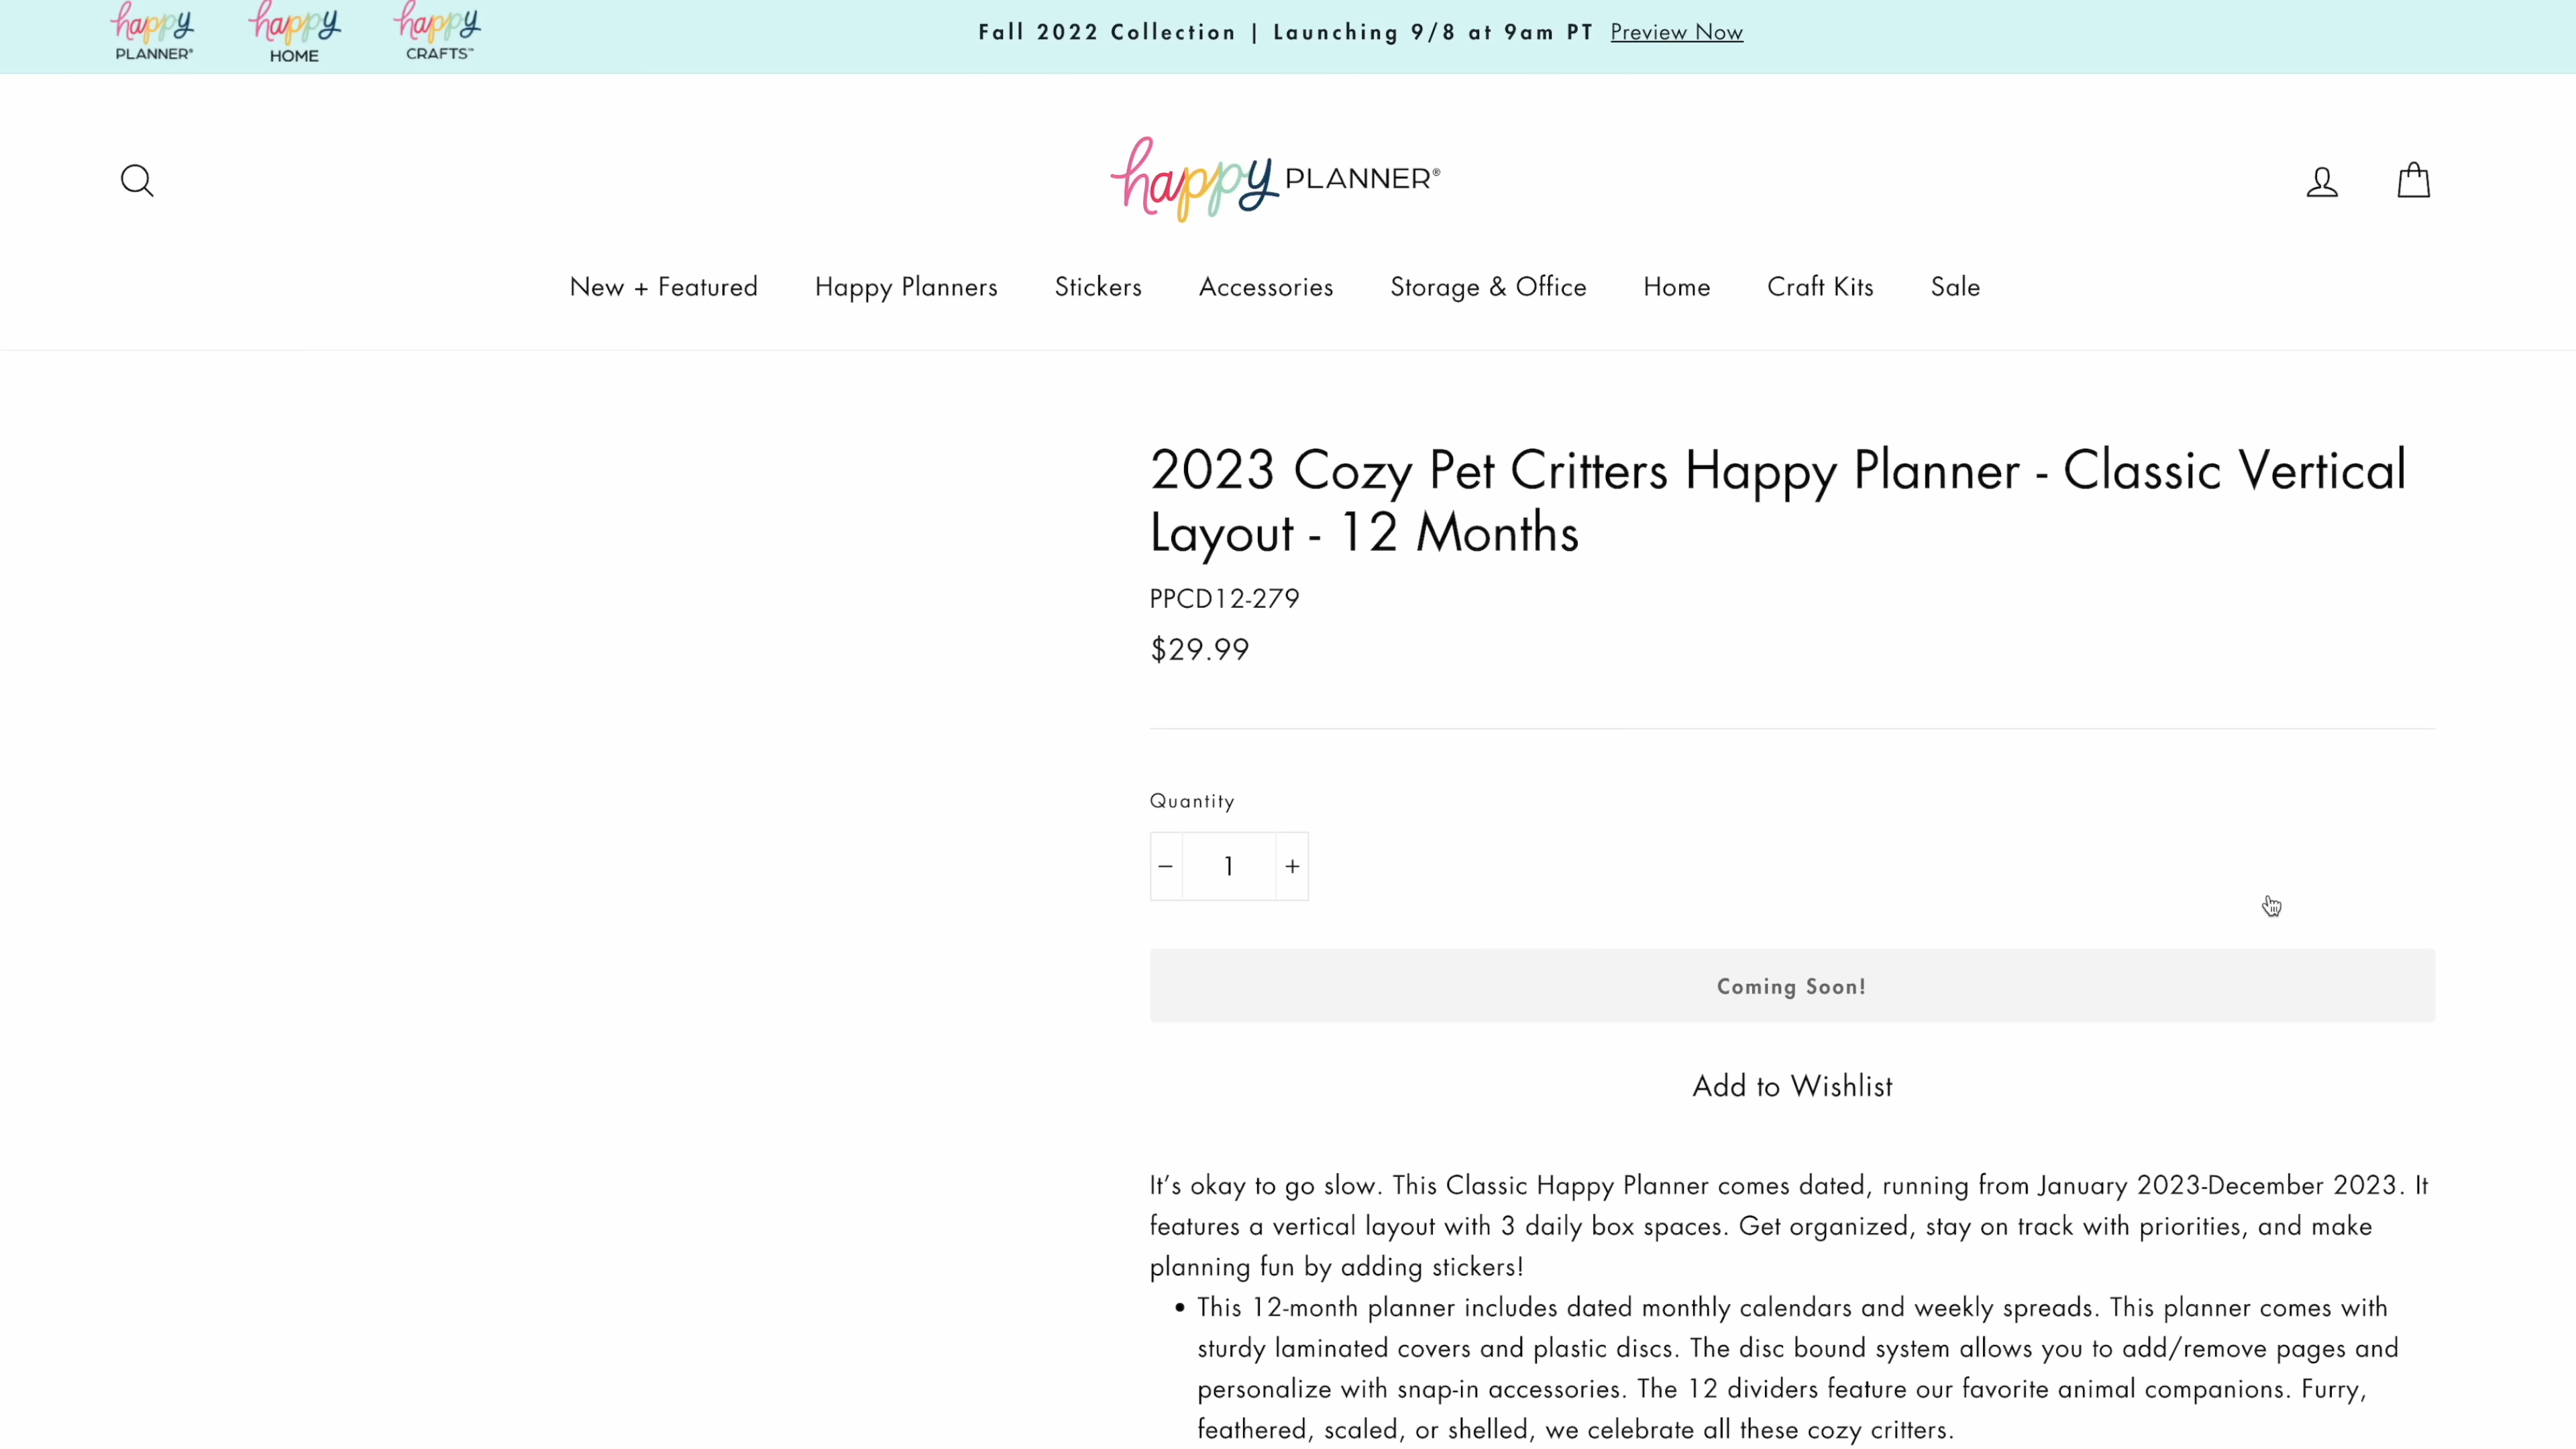 happy PLANNER®
happy HOME
happy CRAFTS™
Fall 2022 Collection | Launching 9/8 at 9am PT Preview Now
happy PLANNER®
New + Featured
Happy Planners
Stickers
Accessories
Storage & Office
Home
Craft Kits
Sale
2023 Cozy Pet Critters Happy Planner - Classic Vertical
Layout - 12 Months
PPCD12-279
$29.99
Quantity
− 1 +
Coming Soon!
Add to Wishlist
It’s okay to go slow. This Classic Happy Planner comes dated, running from January 2023-December 2023. It
features a vertical layout with 3 daily box spaces. Get organized, stay on track with priorities, and make
planning fun by adding stickers!
• This 12-month planner includes dated monthly calendars and weekly spreads. This planner comes with
sturdy laminated covers and plastic discs. The disc bound system allows you to add/remove pages and
personalize with snap-in accessories. The 12 dividers feature our favorite animal companions. Furry,
feathered, scaled, or shelled, we celebrate all these cozy critters.